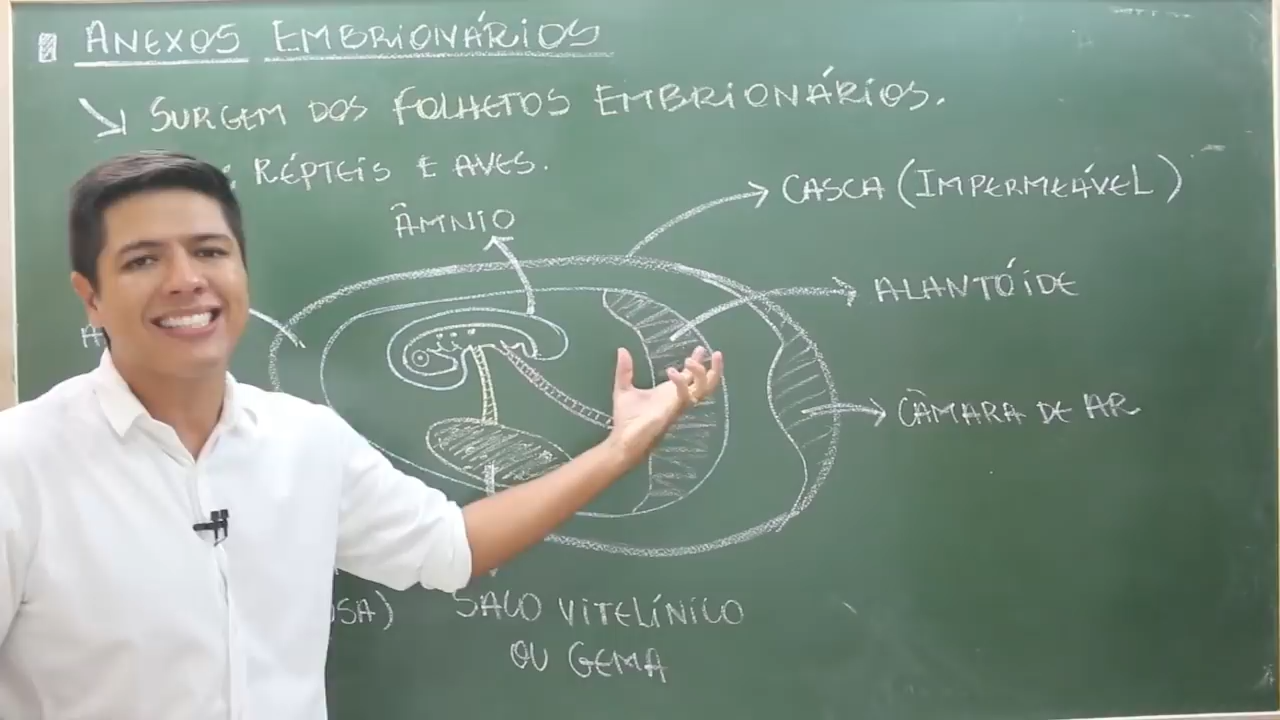 ANEXOS EMBRIONÁRIOS
SURGEM DOS FOLHETOS EMBRIONÁRIOS.
: RÉPTEIS E AVES.
CASCA (IMPERMEÁVEL)
ÂMNIO
ALANTÓIDE
CÂMARA DE AR
SACO VITELÍNICO
OU GEMA